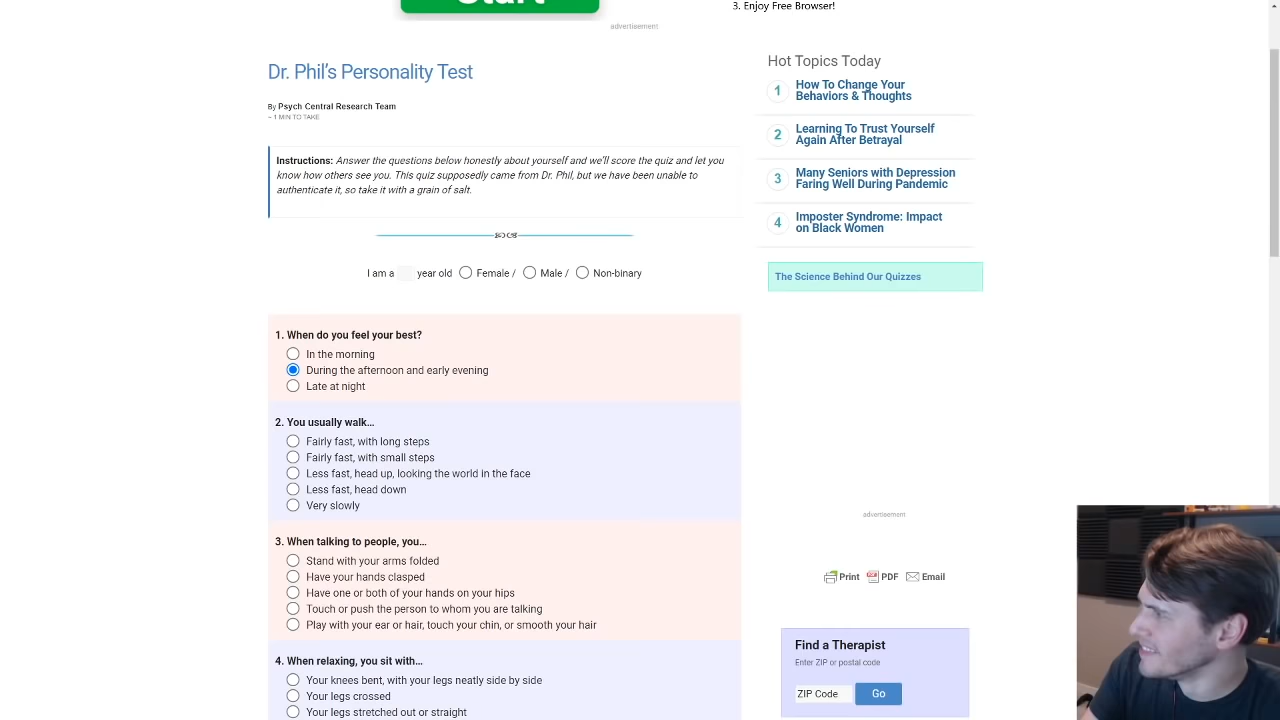 Start
3. Enjoy Free Browser!
advertisement
Dr. Phil's Personality Test
By Psych Central Research Team
~ 1 MIN TO TAKE
Instructions: Answer the questions below honestly about yourself and we'll score the quiz and let you
know how others see you. This quiz supposedly came from Dr. Phil, but we have been unable to
authenticate it, so take it with a grain of salt.
I am a year old Female / Male / Non-binary
1. When do you feel your best?
In the morning
During the afternoon and early evening
Late at night
2. You usually walk...
Fairly fast, with long steps
Fairly fast, with small steps
Less fast, head up, looking the world in the face
Less fast, head down
Very slowly
3. When talking to people, you...
Stand with your arms folded
Have your hands clasped
Have one or both of your hands on your hips
Touch or push the person to whom you are talking
Play with your ear or hair, touch your chin, or smooth your hair
4. When relaxing, you sit with...
Your knees bent, with your legs neatly side by side
Your legs crossed
Your legs stretched out or straight
Hot Topics Today
1
How To Change Your
Behaviors & Thoughts
2
Learning To Trust Yourself
Again After Betrayal
3
Many Seniors with Depression
Faring Well During Pandemic
4
Imposter Syndrome: Impact
on Black Women
The Science Behind Our Quizzes
advertisement
Print PDF Email
Find a Therapist
Enter ZIP or postal code
ZIP Code Go